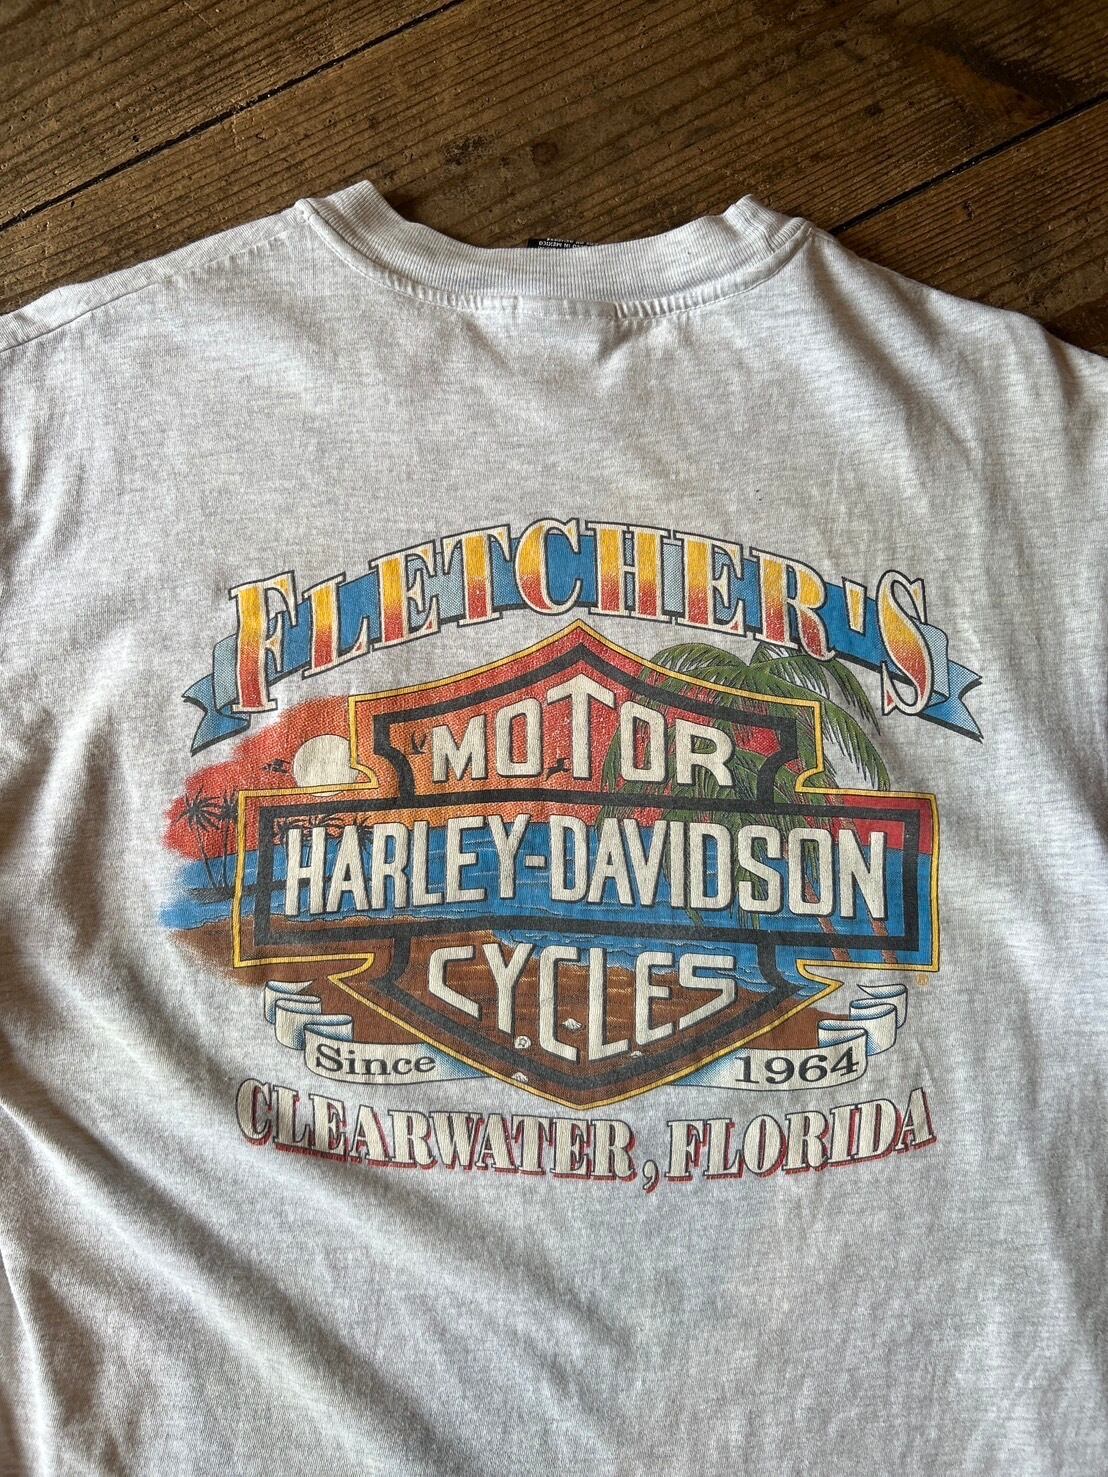 FLETCHER'S
MOTOR
HARLEY-DAVIDSON
®
CYCLES
®
Since 1964
CLEARWATER, FLORIDA